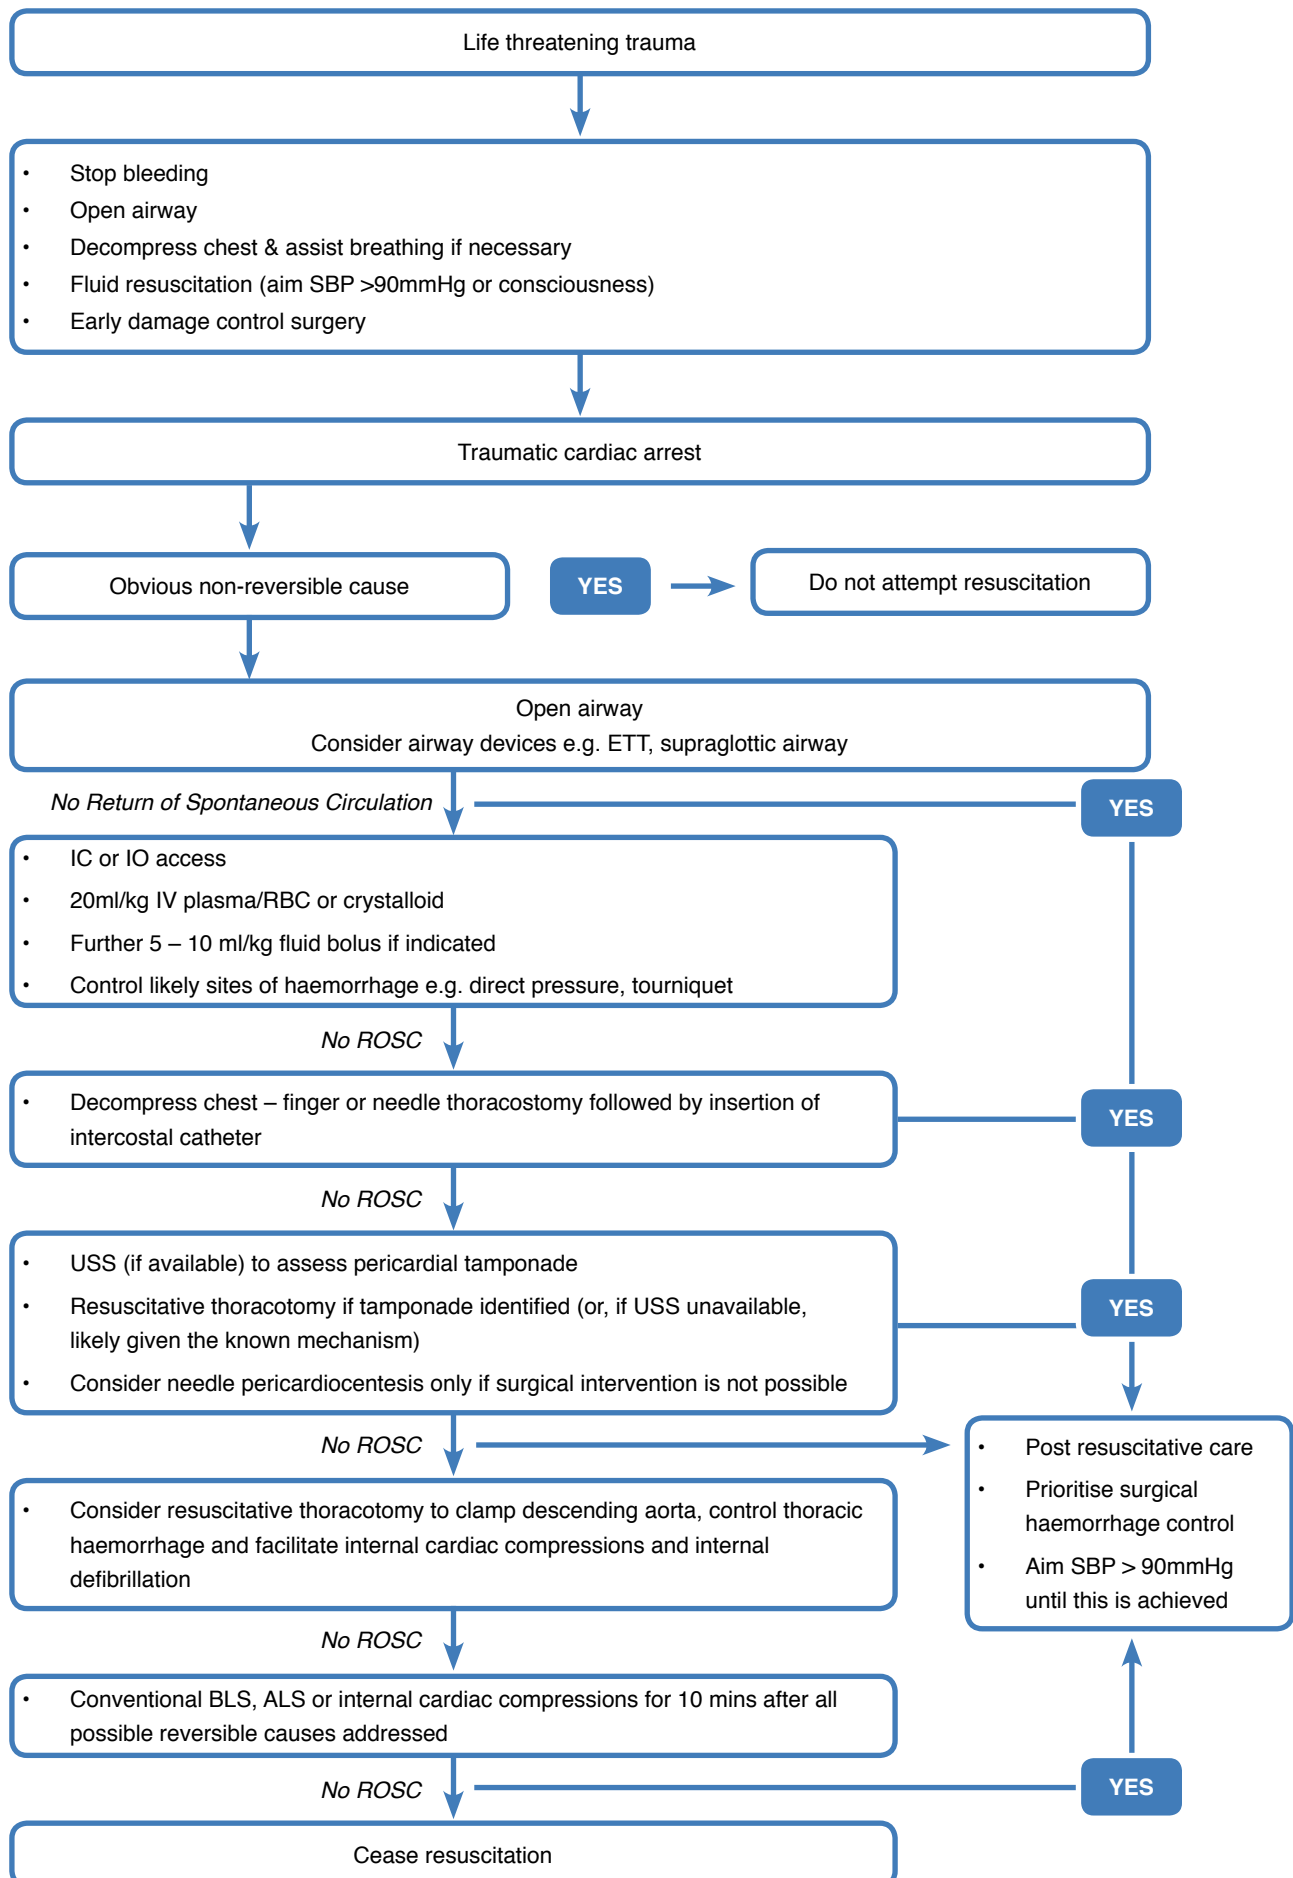 Life threatening trauma
• Stop bleeding
• Open airway
• Decompress chest & assist breathing if necessary
• Fluid resuscitation (aim SBP >90mmHg or consciousness)
• Early damage control surgery
Traumatic cardiac arrest
Obvious non-reversible cause
YES
Do not attempt resuscitation
Open airway
Consider airway devices e.g. ETT, supraglottic airway
No Return of Spontaneous Circulation
YES
• IC or IO access
• 20ml/kg IV plasma/RBC or crystalloid
• Further 5 – 10 ml/kg fluid bolus if indicated
• Control likely sites of haemorrhage e.g. direct pressure, tourniquet
No ROSC
• Decompress chest – finger or needle thoracostomy followed by insertion of
intercostal catheter
YES
No ROSC
• USS (if available) to assess pericardial tamponade
• Resuscitative thoracotomy if tamponade identified (or, if USS unavailable,
likely given the known mechanism)
• Consider needle pericardiocentesis only if surgical intervention is not possible
YES
No ROSC
• Post resuscitative care
• Prioritise surgical
haemorrhage control
• Aim SBP > 90mmHg
until this is achieved
• Consider resuscitative thoracotomy to clamp descending aorta, control thoracic
haemorrhage and facilitate internal cardiac compressions and internal
defibrillation
No ROSC
• Conventional BLS, ALS or internal cardiac compressions for 10 mins after all
possible reversible causes addressed
No ROSC
YES
Cease resuscitation